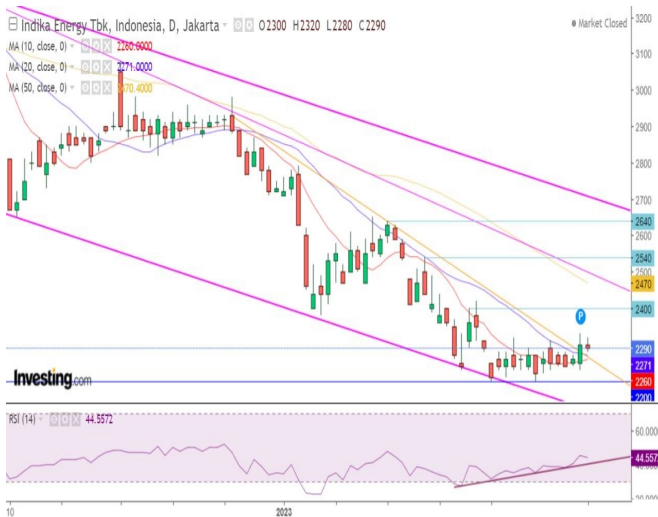 Indika Energy Tbk, Indonesia, D, Jakarta O2300 H2320 L2280 C2290
Market Closed
MA (10, close, 0) 2260.0000
MA (20, close, 0) 2271.0000
MA (50, close, 0) 2470.4000
3200
3100
3000
2900
2800
2700
2640
2600
2540
2500
2470
2400
P
2290
2271
2260
2200
Investing.com
RSI (14) 44.5572
60.000
44.557
10
2023